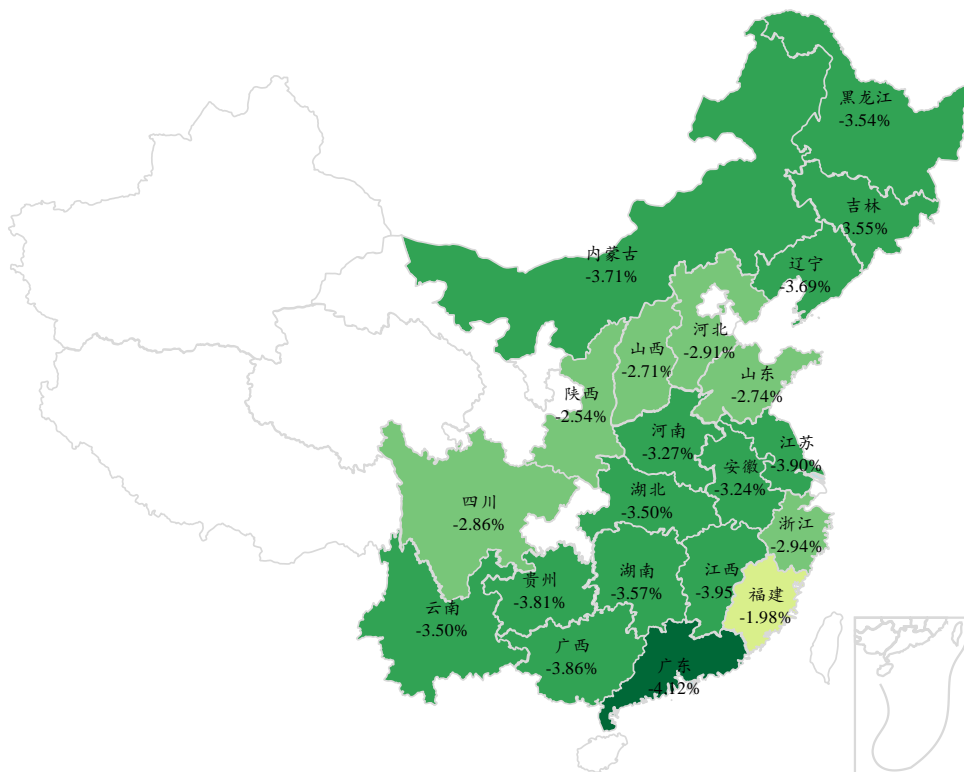 黑龙江
-3.54%
吉林
-3.55%
内蒙古
-3.71%
辽宁
-3.69%
河北
-2.91%
山西
-2.71%
山东
-2.74%
陕西
-2.54%
河南
-3.27%
江苏
-3.90%
安徽
-3.24%
湖北
-3.50%
四川
-2.86%
浙江
-2.94%
贵州
-3.81%
湖南
-3.57%
江西
-3.95
福建
-1.98%
云南
-3.50%
广西
-3.86%
广东
-4.12%